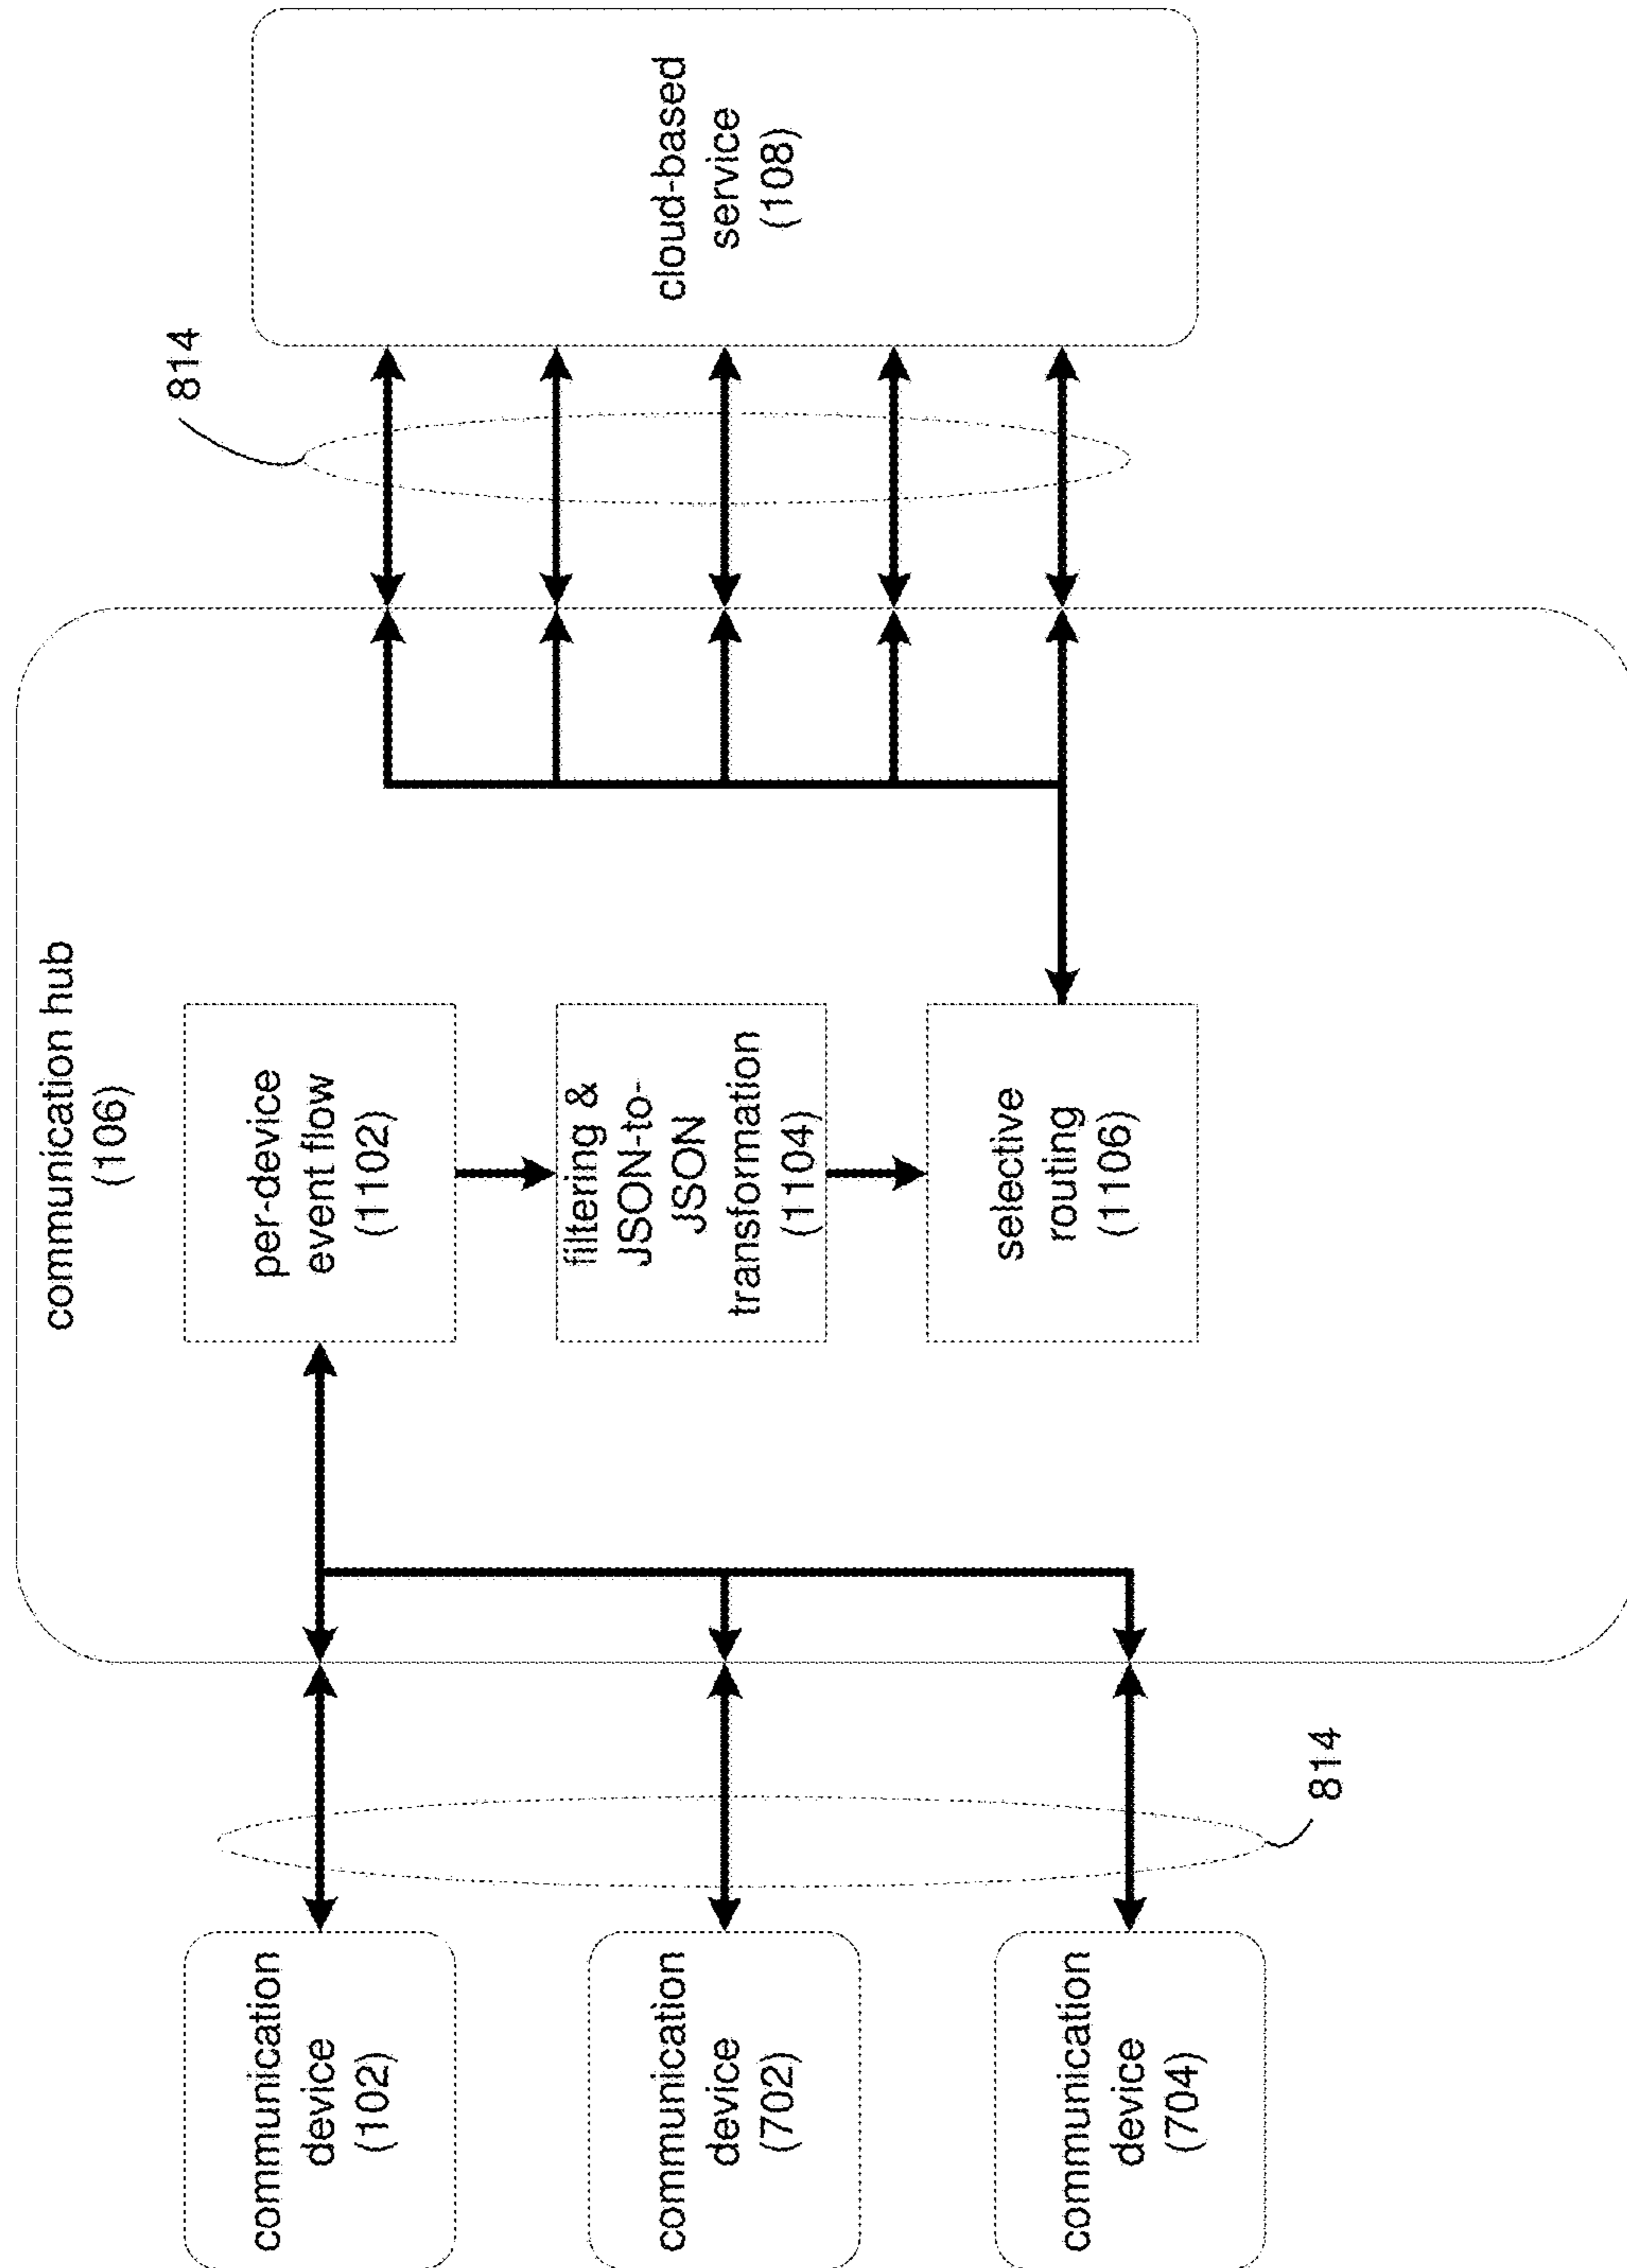 communication hub
(106)
communication
device
(102)
communication
device
(702)
communication
device
(704)
814
per-device
event flow
(1102)
filtering &
JSON-to-
JSON
transformation
(1104)
selective
routing
(1106)
814
cloud-based
service
(108)